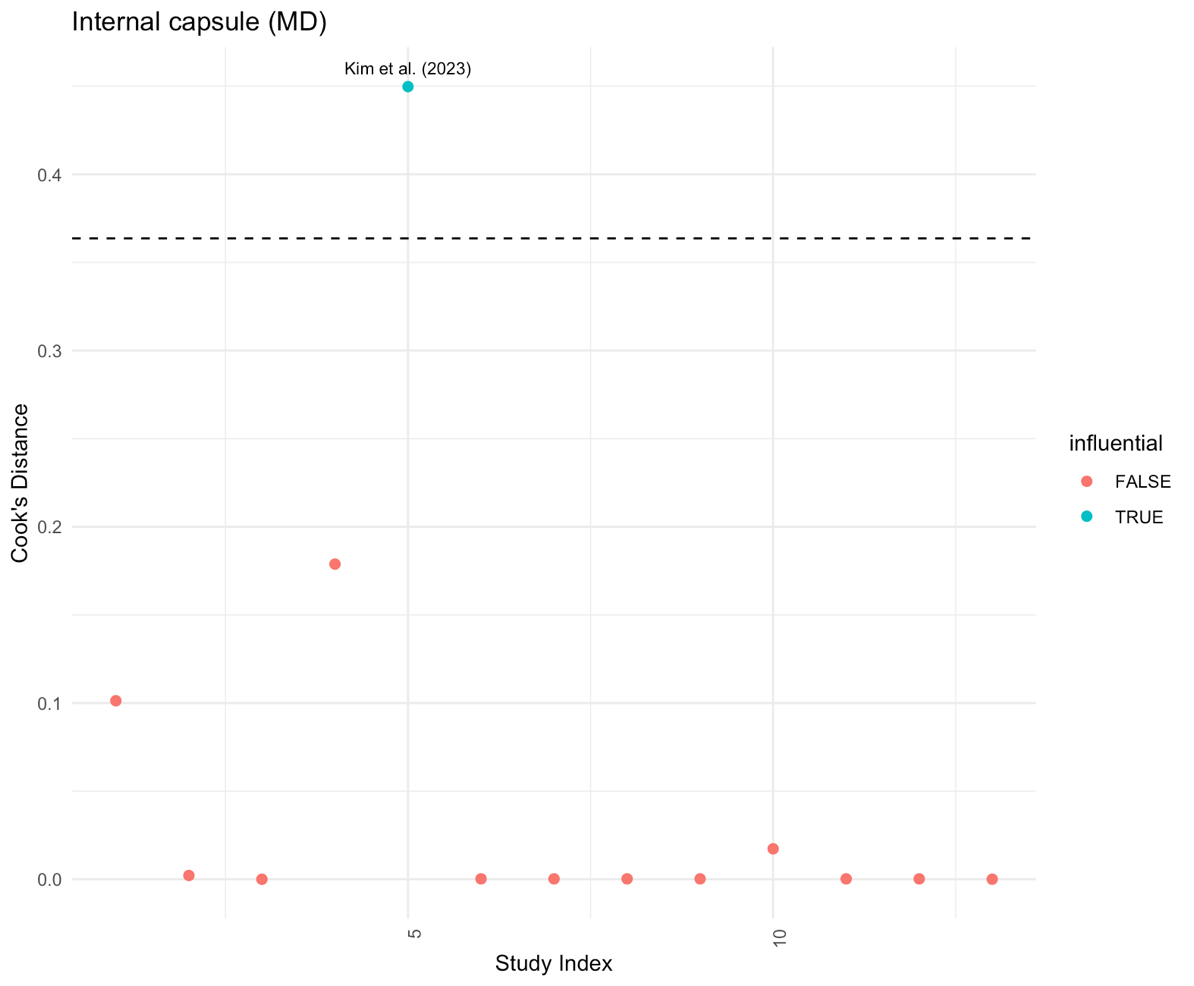 Internal capsule (MD)
Kim et al. (2023)
0.4
0.3
0.2
0.1
0.0
Cook's Distance
5
10
Study Index
influential
FALSE
TRUE